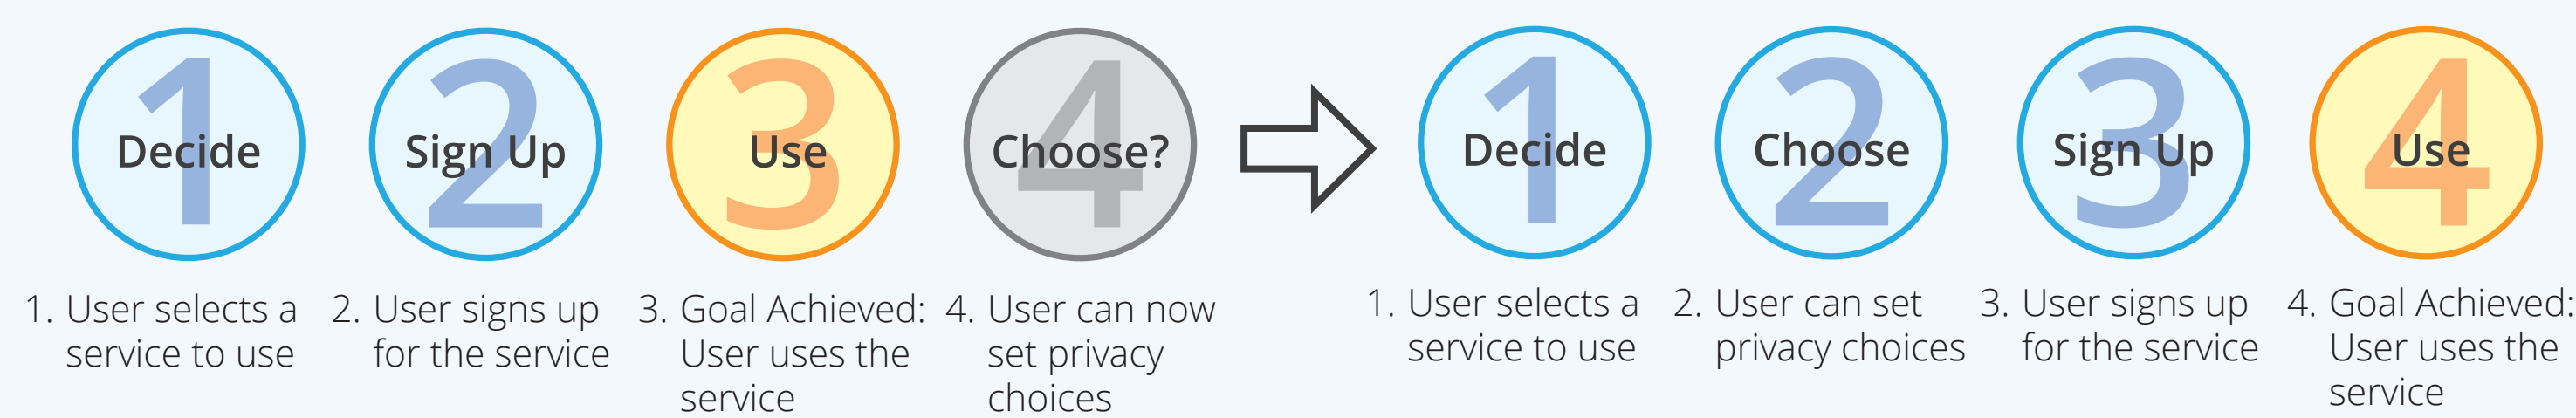 1
Decide
2
Sign Up
3
Use
4
Choose?
1. User selects a
service to use
2. User signs up
for the service
3. Goal Achieved:
User uses the
service
4. User can now
set privacy
choices
1
Decide
2
Choose
3
Sign Up
4
Use
1. User selects a
service to use
2. User can set
privacy choices
3. User signs up
for the service
4. Goal Achieved:
User uses the
service